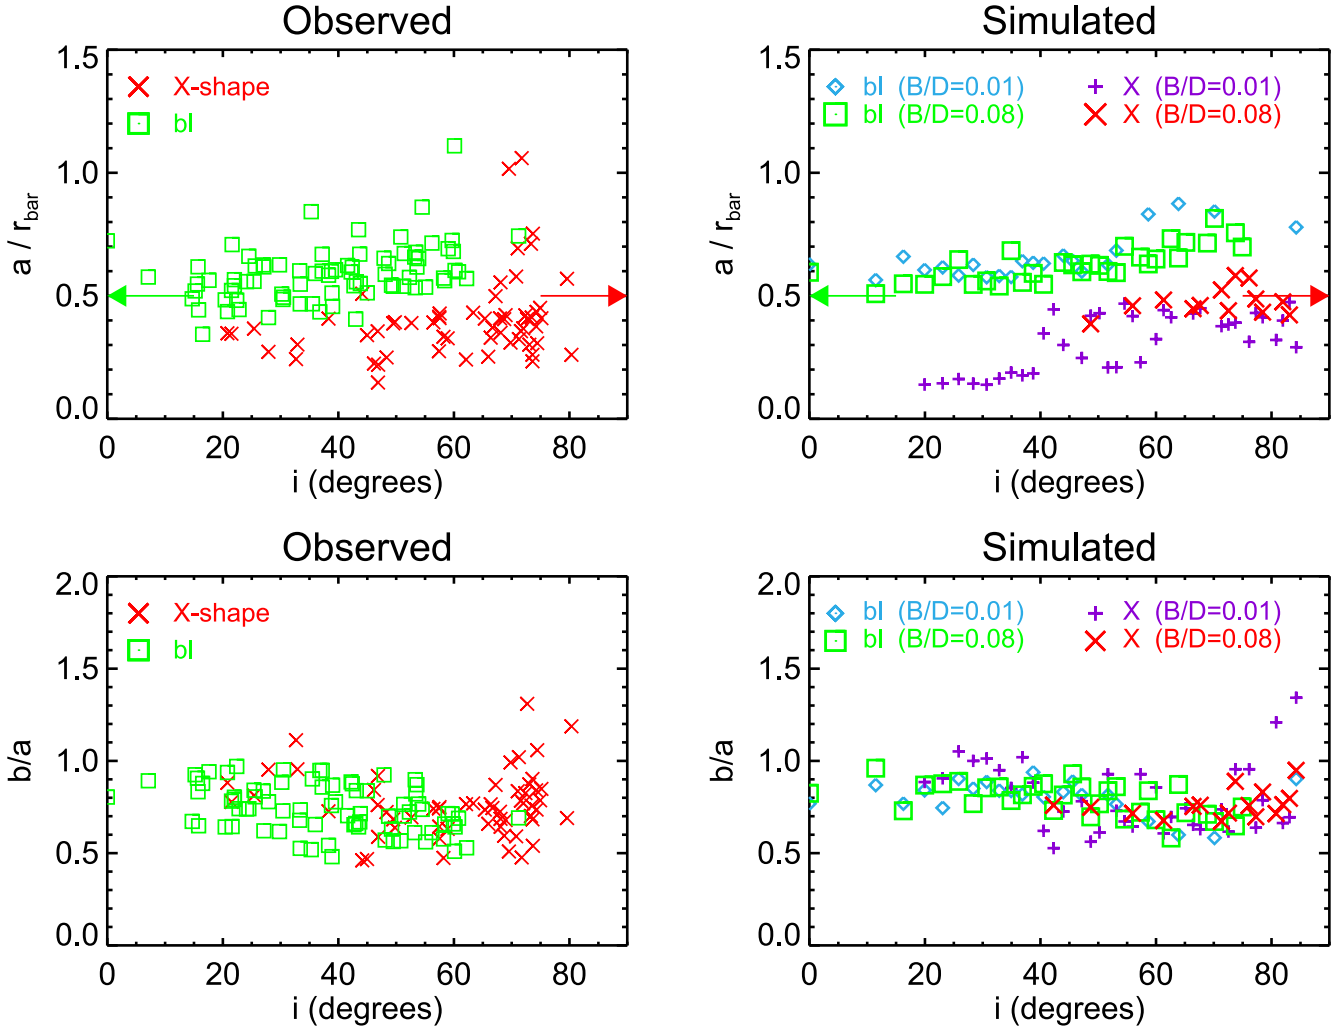 Observed
1.5
1.0
0.5
0.0
a / r_bar
X-shape
bl
0 20 40 60 80
i (degrees)
Simulated
1.5
1.0
0.5
0.0
a / r_bar
bl (B/D=0.01) X (B/D=0.01)
bl (B/D=0.08) X (B/D=0.08)
0 20 40 60 80
i (degrees)
Observed
2.0
1.5
1.0
0.5
0.0
b/a
X-shape
bl
0 20 40 60 80
i (degrees)
Simulated
2.0
1.5
1.0
0.5
0.0
b/a
bl (B/D=0.01) X (B/D=0.01)
bl (B/D=0.08) X (B/D=0.08)
0 20 40 60 80
i (degrees)